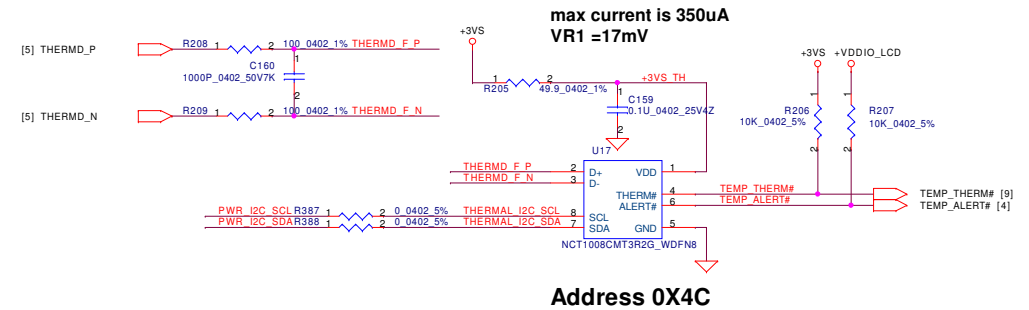 max current is 350uA
VR1 =17mV
[5] THERMD_P
R208 1 2 100_0402_1% THERMD_F_P
C160
1000P_0402_50V7K
1
2
[5] THERMD_N
R209 1 2 100_0402_1% THERMD_F_N
+3VS
1 2 +3VS_TH
R205 49.9_0402_1%
1
C159
0.1U_0402_25V4Z
2
+3VS +VDDIO_LCD
1 1
R206
10K_0402_5%
R207
10K_0402_5%
2 2
U17
THERMD_F_P 2 D+ VDD 1
THERMD_F_N 3 D-
THERM# 4 TEMP_THERM# TEMP_THERM# [9]
ALERT# 6 TEMP_ALERT# TEMP_ALERT# [4]
PWR_I2C_SCL R387 1 2 0_0402_5% THERMAL_I2C_SCL 8 SCL
PWR_I2C_SDA R388 1 2 0_0402_5% THERMAL_I2C_SDA 7 SDA GND 5
NCT1008CMT3R2G_WDFN8
Address 0X4C